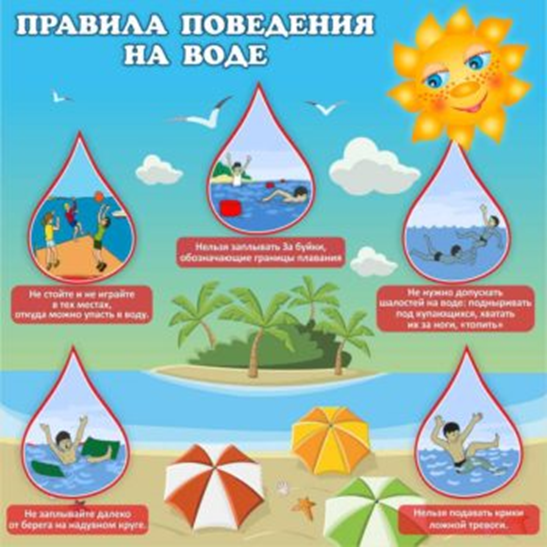 ПРАВИЛА ПОВЕДЕНИЯ
НА ВОДЕ
Нельзя заплывать За буйки,
обозначающие границы плавания
Не стойте и не играйте
в тех местах,
откуда можно упасть в воду.
Не нужно допускать
шалостей на воде: подныривать
под купающихся, хватать
их за ноги, «топить»
Не заплывайте далеко
от берега на надувном круге.
Нельзя подавать крики
ложной тревоги.